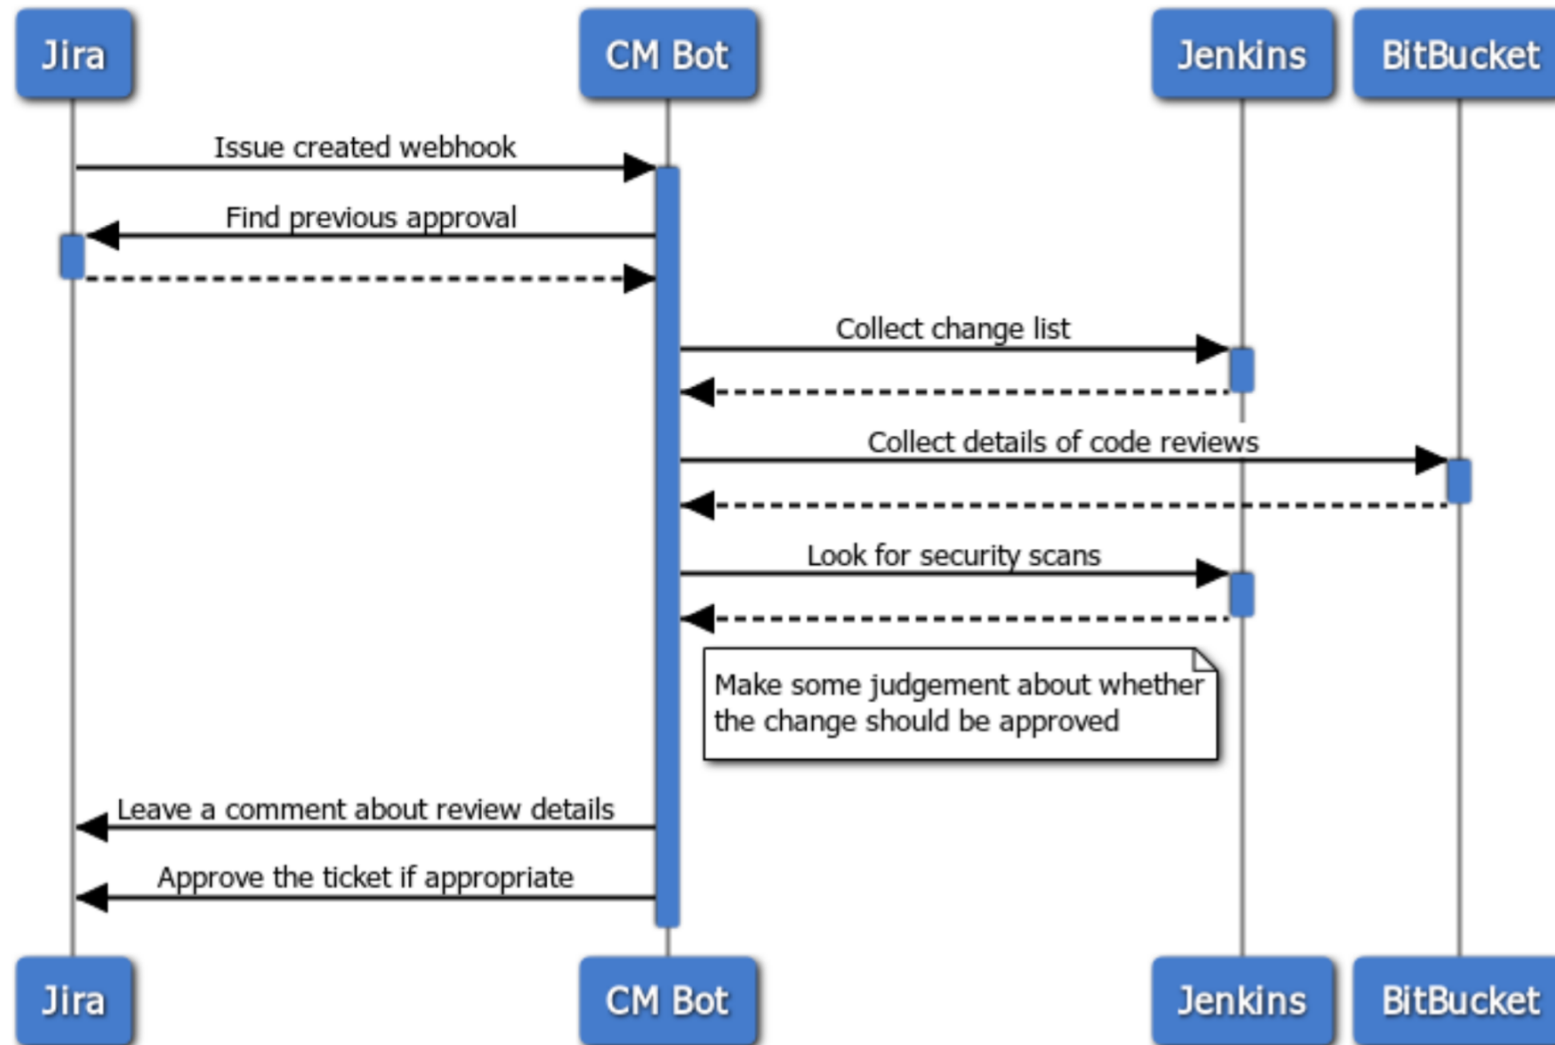 Jira
CM Bot
Jenkins
BitBucket
Issue created webhook
Find previous approval
Collect change list
Collect details of code reviews
Look for security scans
Make some judgement about whether
the change should be approved
Leave a comment about review details
Approve the ticket if appropriate
Jira
CM Bot
Jenkins
BitBucket